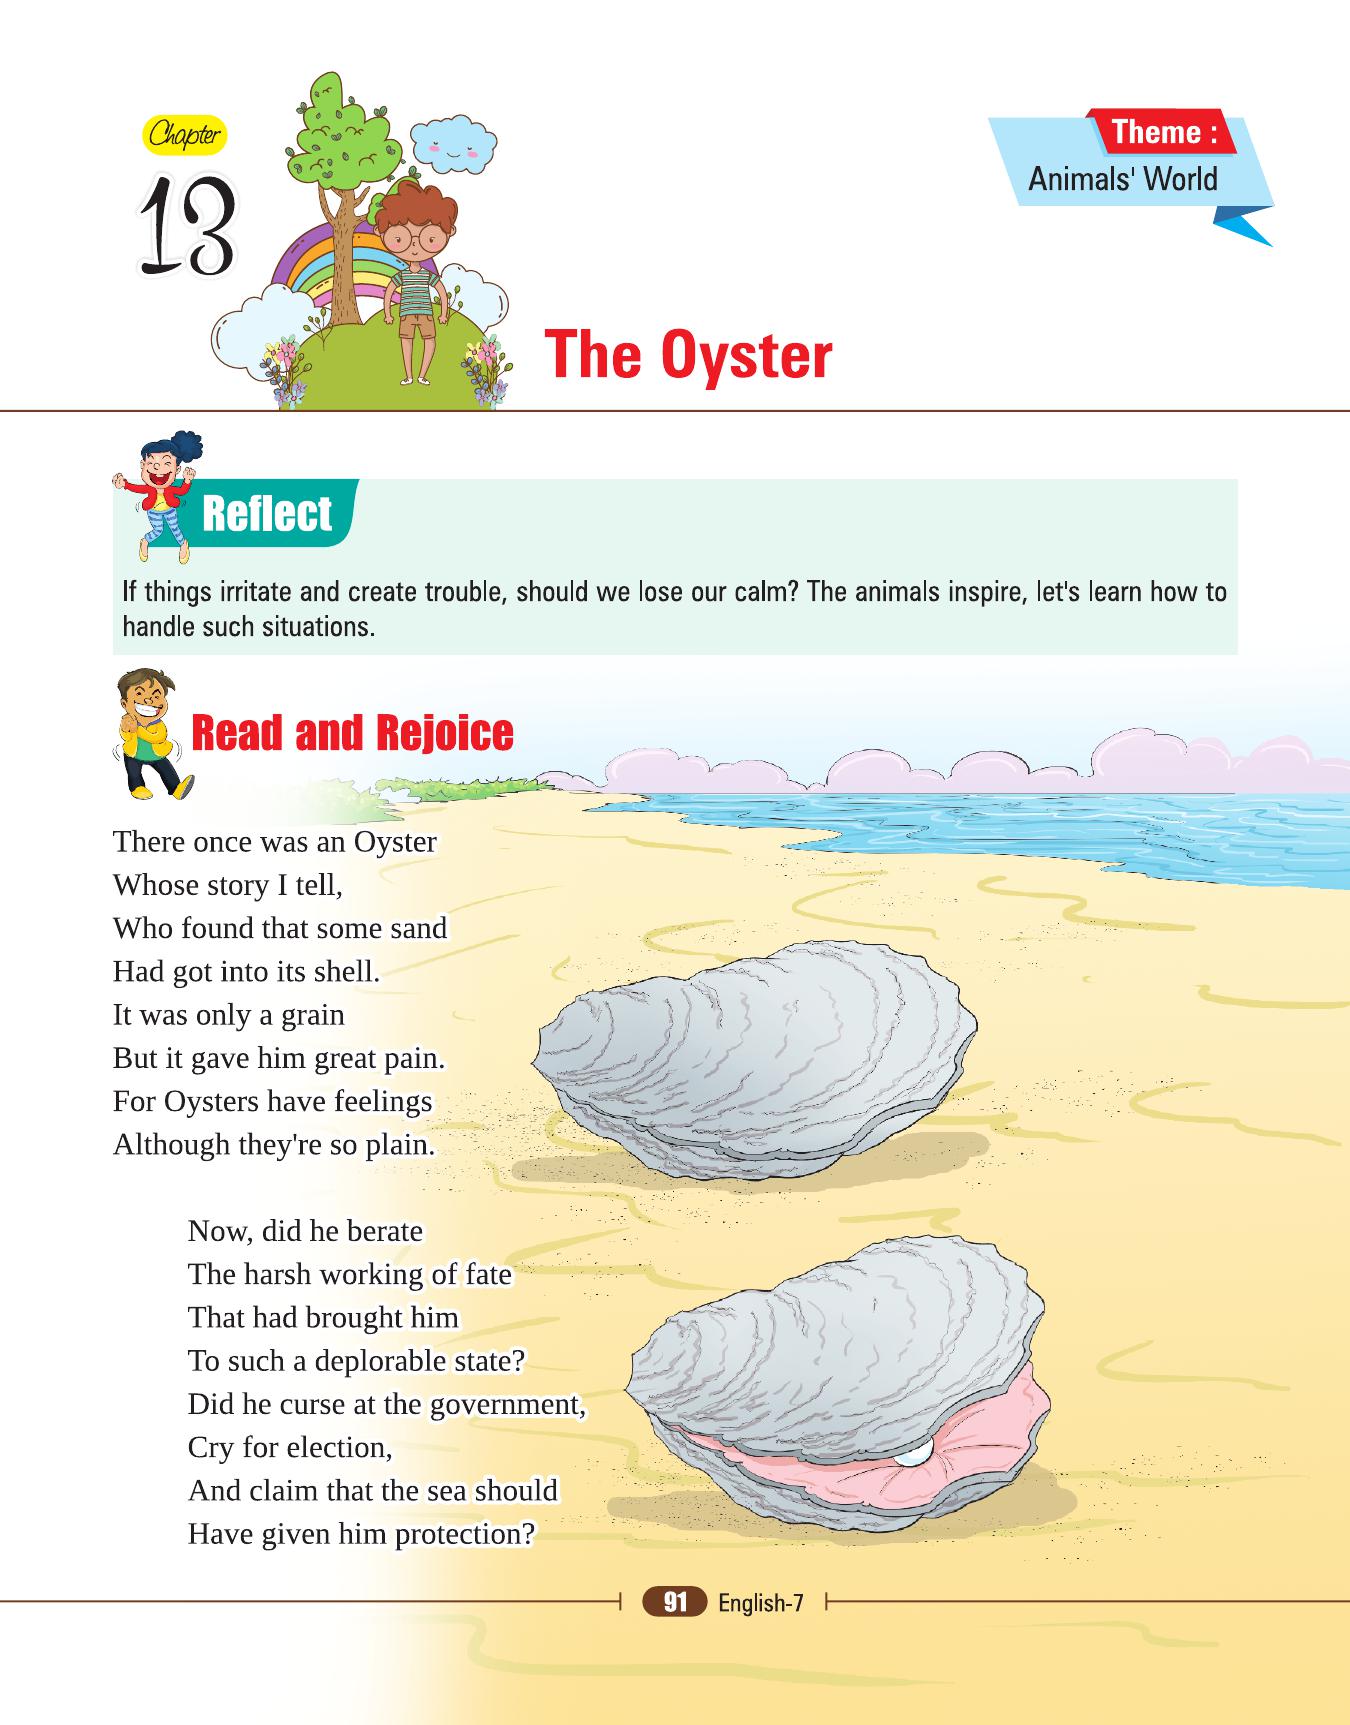 Chapter
13
Theme :
Animals' World
The Oyster
Reflect
If things irritate and create trouble, should we lose our calm? The animals inspire, let's learn how to
handle such situations.
Read and Rejoice
There once was an Oyster
Whose story I tell,
Who found that some sand
Had got into its shell.
It was only a grain
But it gave him great pain.
For Oysters have feelings
Although they're so plain.
Now, did he berate
The harsh working of fate
That had brought him
To such a deplorable state?
Did he curse at the government,
Cry for election,
And claim that the sea should
Have given him protection?
91 English-7